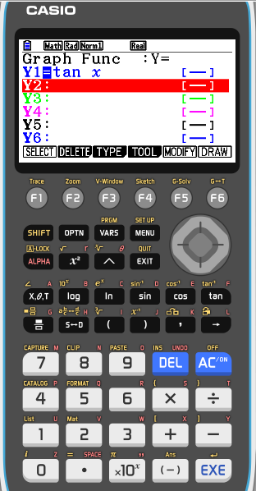 CASIO
Math Rad Norm1 Real
Graph Func :Y=
Y1=tan x [—]
Y2: [—]
Y3: [—]
Y4: [—]
Y5: [—]
Y6: [—]
SELECT DELETE TYPE TOOL MODIFY DRAW
Trace Zoom V-Window Sketch G-Solv G↔T
F1 F2 F3 F4 F5 F6
PRGM SET UP
SHIFT OPTN VARS MENU
A-LOCK √ r ∛ θ QUIT
ALPHA x² ^ EXIT
∠ A 10ˣ B eˣ C sin⁻¹ D cos⁻¹ E tan⁻¹ F
X,θ,T log ln sin cos tan
S↔D ( ) , →
CAPTURE M CLIP N PASTE O INS UNDO OFF
7 8 9 DEL AC/ON
CATALOG P FORMAT Q R { S } T
4 5 6 × ÷
List U Mat V W [ X ] Y
1 2 3 + −
i Z = SPACE π " Ans
0 • ×10ˣ (−) EXE